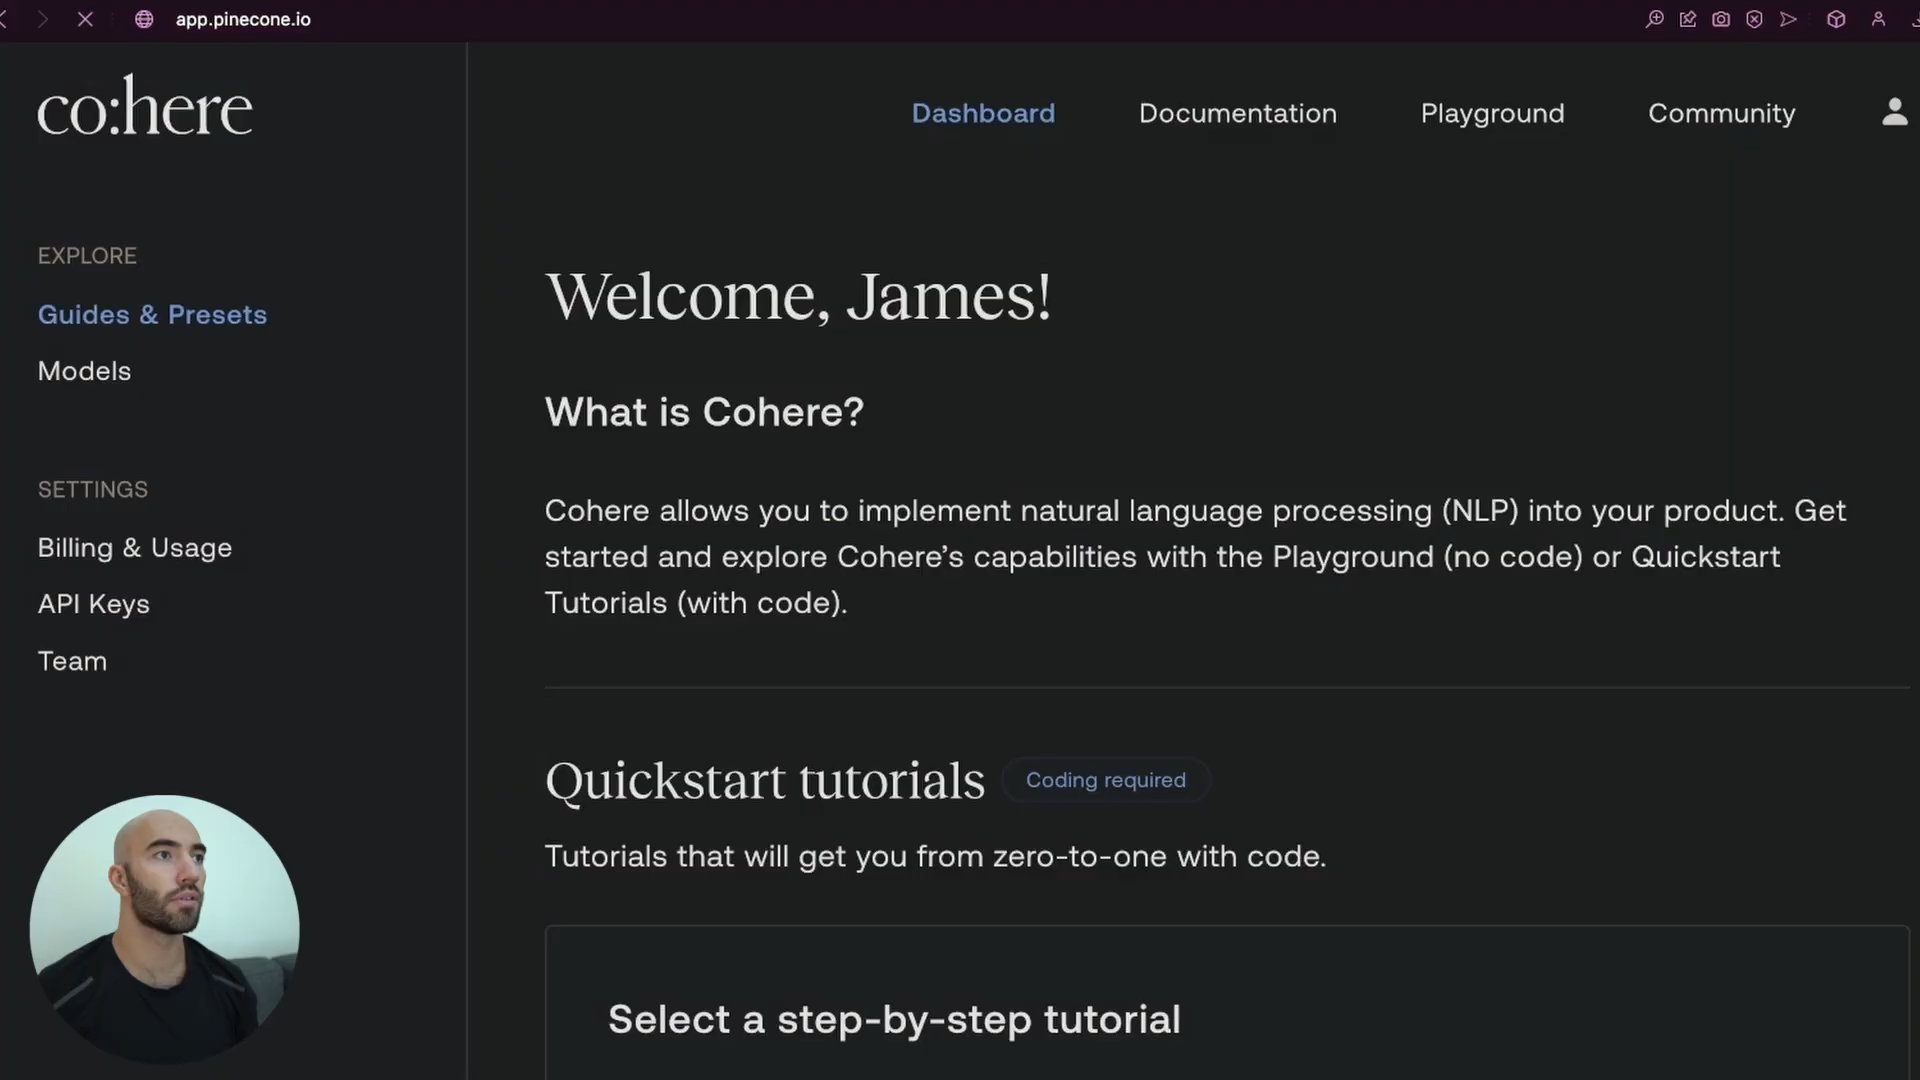 app.pinecone.io
co:here
Dashboard
Documentation
Playground
Community
EXPLORE
Guides & Presets
Models
SETTINGS
Billing & Usage
API Keys
Team
Welcome, James!
What is Cohere?
Cohere allows you to implement natural language processing (NLP) into your product. Get
started and explore Cohere’s capabilities with the Playground (no code) or Quickstart
Tutorials (with code).
Quickstart tutorials
Coding required
Tutorials that will get you from zero-to-one with code.
Select a step-by-step tutorial